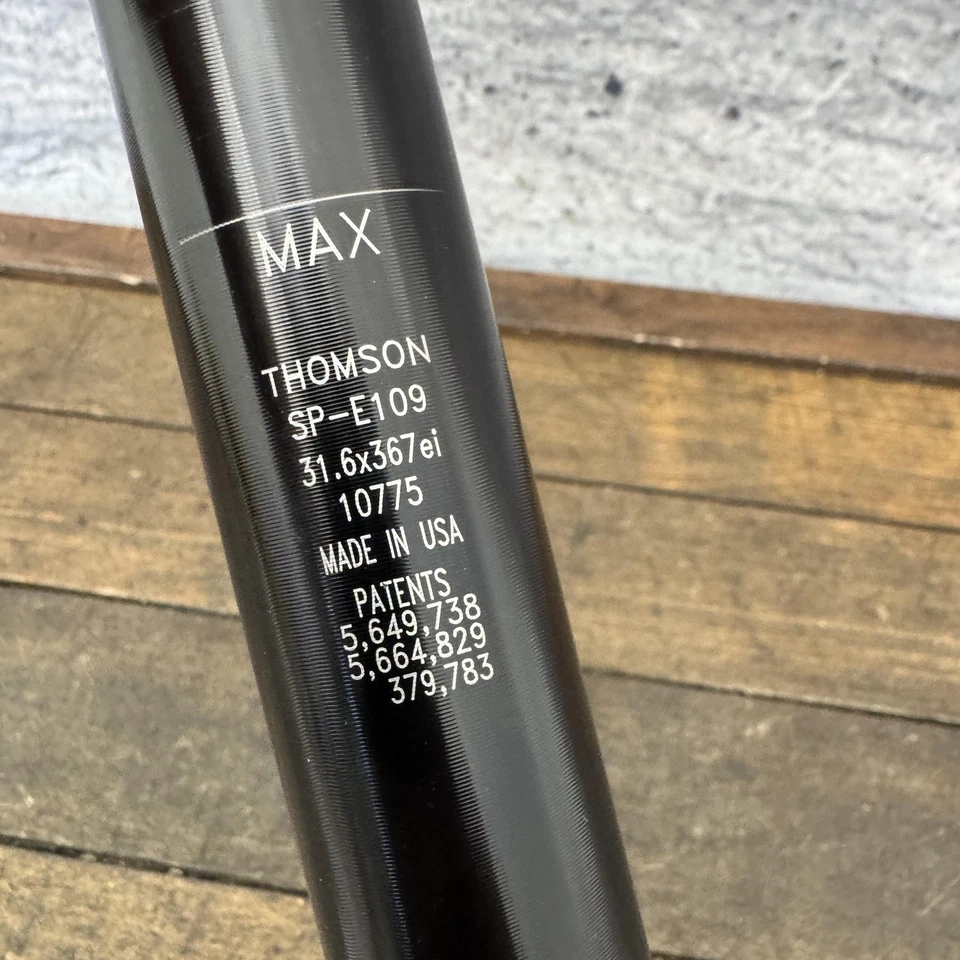 MAX
THOMSON
SP-E109
31.6x367ei
10775
MADE IN USA
PATENTS
5,649,738
5,664,829
379,783